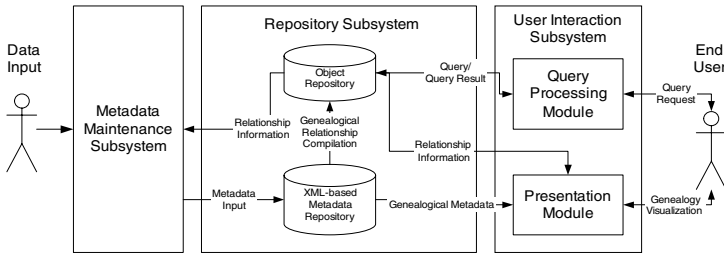 Data
Input
Metadata
Maintenance
Subsystem
Repository Subsystem
Object
Repository
Relationship
Information
Genealogical
Relationship
Compilation
Metadata
Input
XML-based
Metadata
Repository
Query/
Query Result
Relationship
Information
Genealogical Metadata
User Interaction
Subsystem
Query
Processing
Module
Presentation
Module
Query
Request
Genealogy
Visualization
End
User